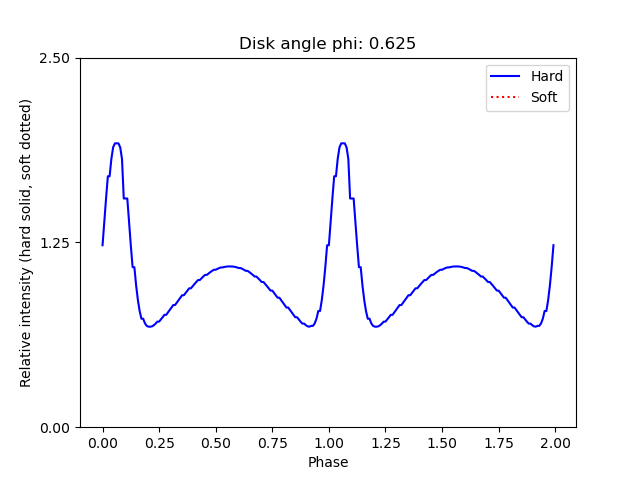 Disk angle phi: 0.625
Relative intensity (hard solid, soft dotted)
2.50
1.25
0.00
Hard
Soft
0.00 0.25 0.50 0.75 1.00 1.25 1.50 1.75 2.00
Phase